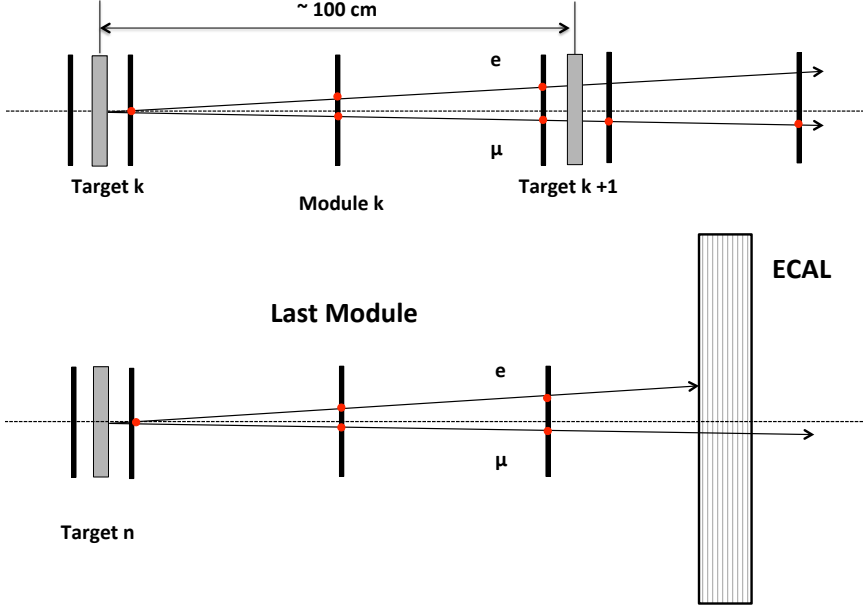 ~ 100 cm
e
μ
Target k
Target k +1
Module k
ECAL
Last Module
e
μ
Target n